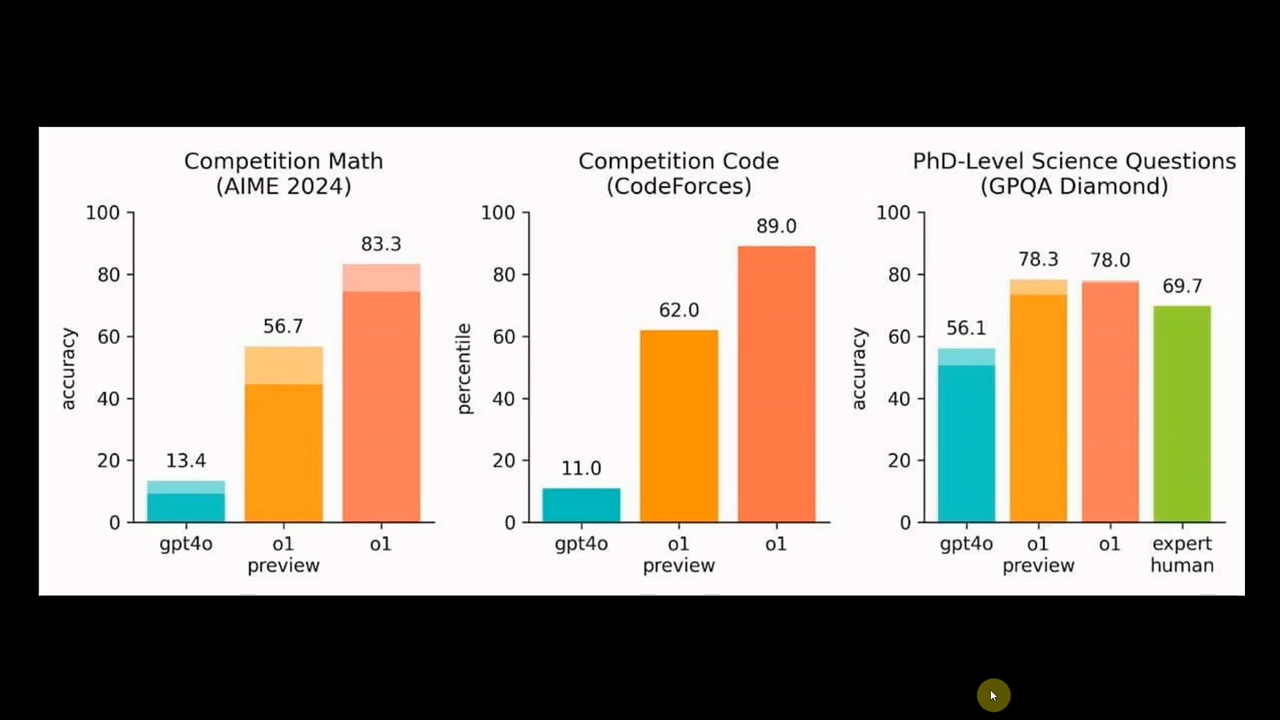 Competition Math
(AIME 2024)
accuracy
100
80
60
40
20
0
13.4
56.7
83.3
gpt4o
o1
preview
o1
Competition Code
(CodeForces)
percentile
100
80
60
40
20
0
11.0
62.0
89.0
gpt4o
o1
preview
o1
PhD-Level Science Questions
(GPQA Diamond)
accuracy
100
80
60
40
20
0
56.1
78.3
78.0
69.7
gpt4o
o1
preview
o1
expert
human